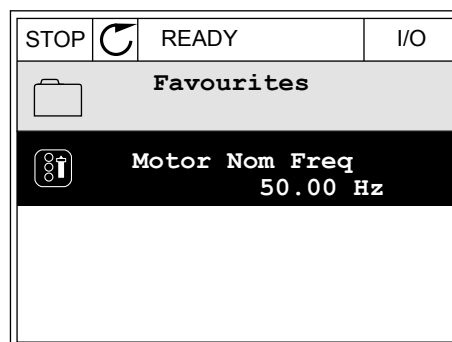 STOP READY I/O
Favourites
Motor Nom Freq
50.00 Hz